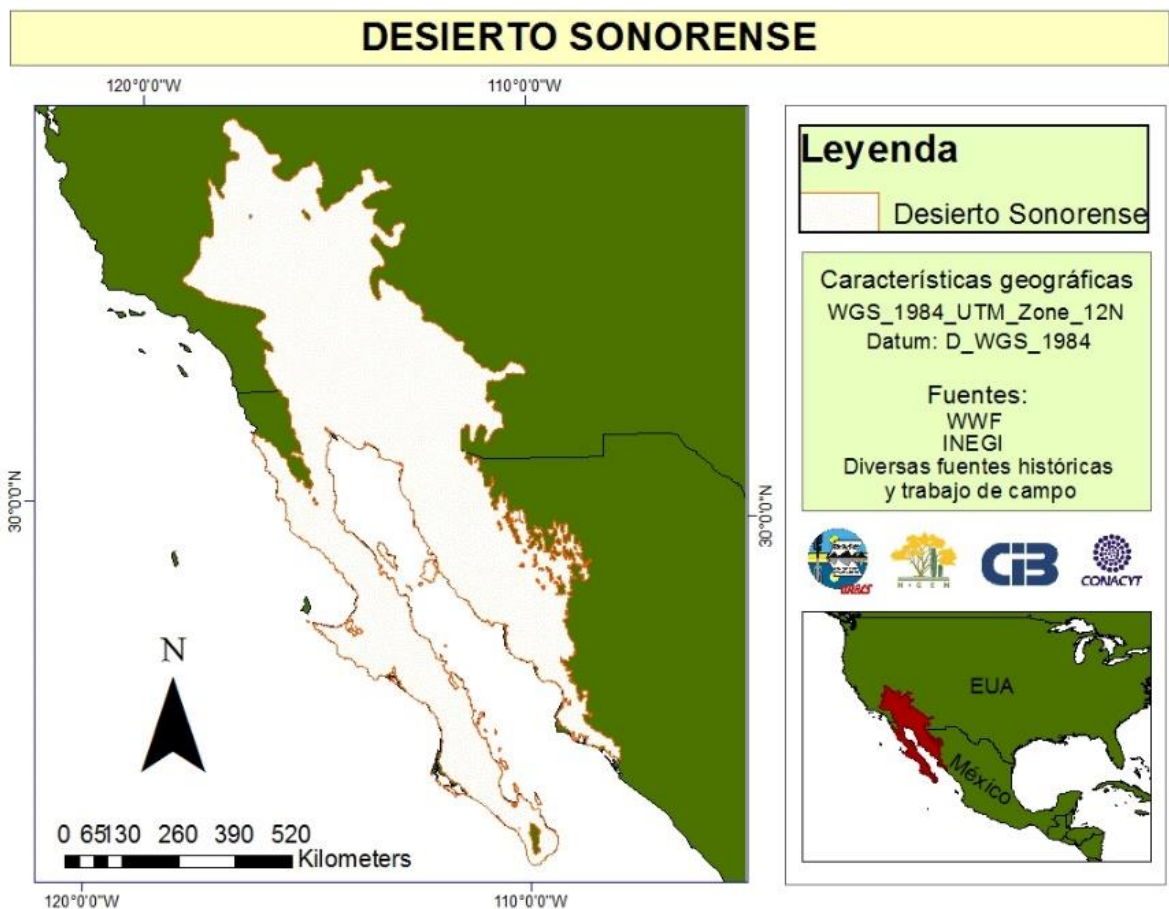 DESIERTO SONORENSE
120°0'0"W
110°0'0"W
30°0'0"N
30°0'0"N
N
0 65130 260 390 520
Kilometers
120°0'0"W
110°0'0"W
Leyenda
Desierto Sonorense
Características geográficas
WGS_1984_UTM_Zone_12N
Datum: D_WGS_1984
Fuentes:
WWF
INEGI
Diversas fuentes históricas
y trabajo de campo
CIB
CONACYT
EUA
México